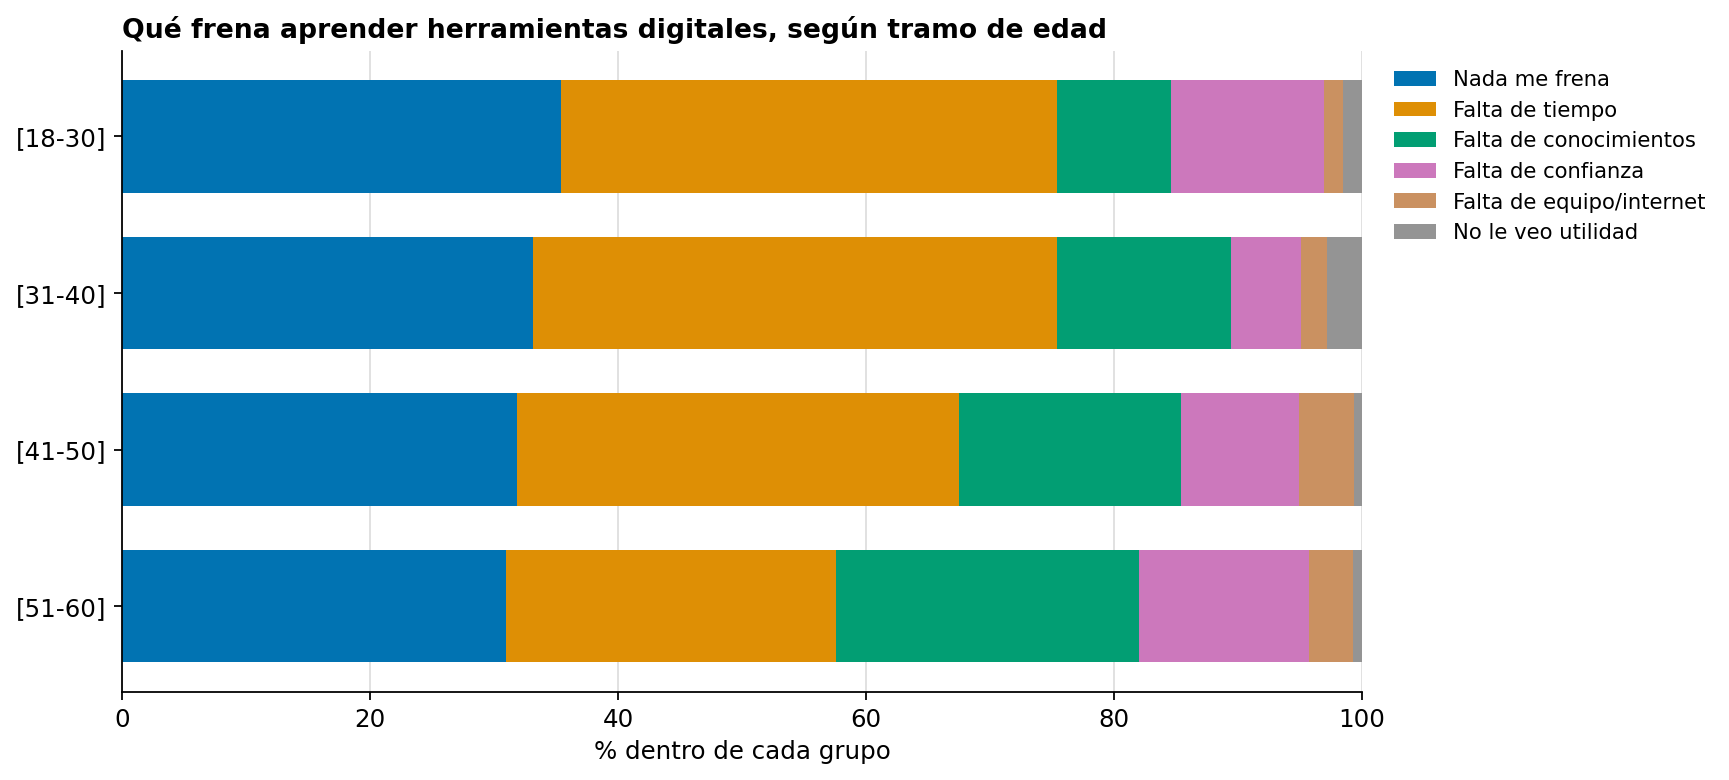 Qué frena aprender herramientas digitales, según tramo de edad
[18-30]
[31-40]
[41-50]
[51-60]
0 20 40 60 80 100
% dentro de cada grupo
Nada me frena
Falta de tiempo
Falta de conocimientos
Falta de confianza
Falta de equipo/internet
No le veo utilidad